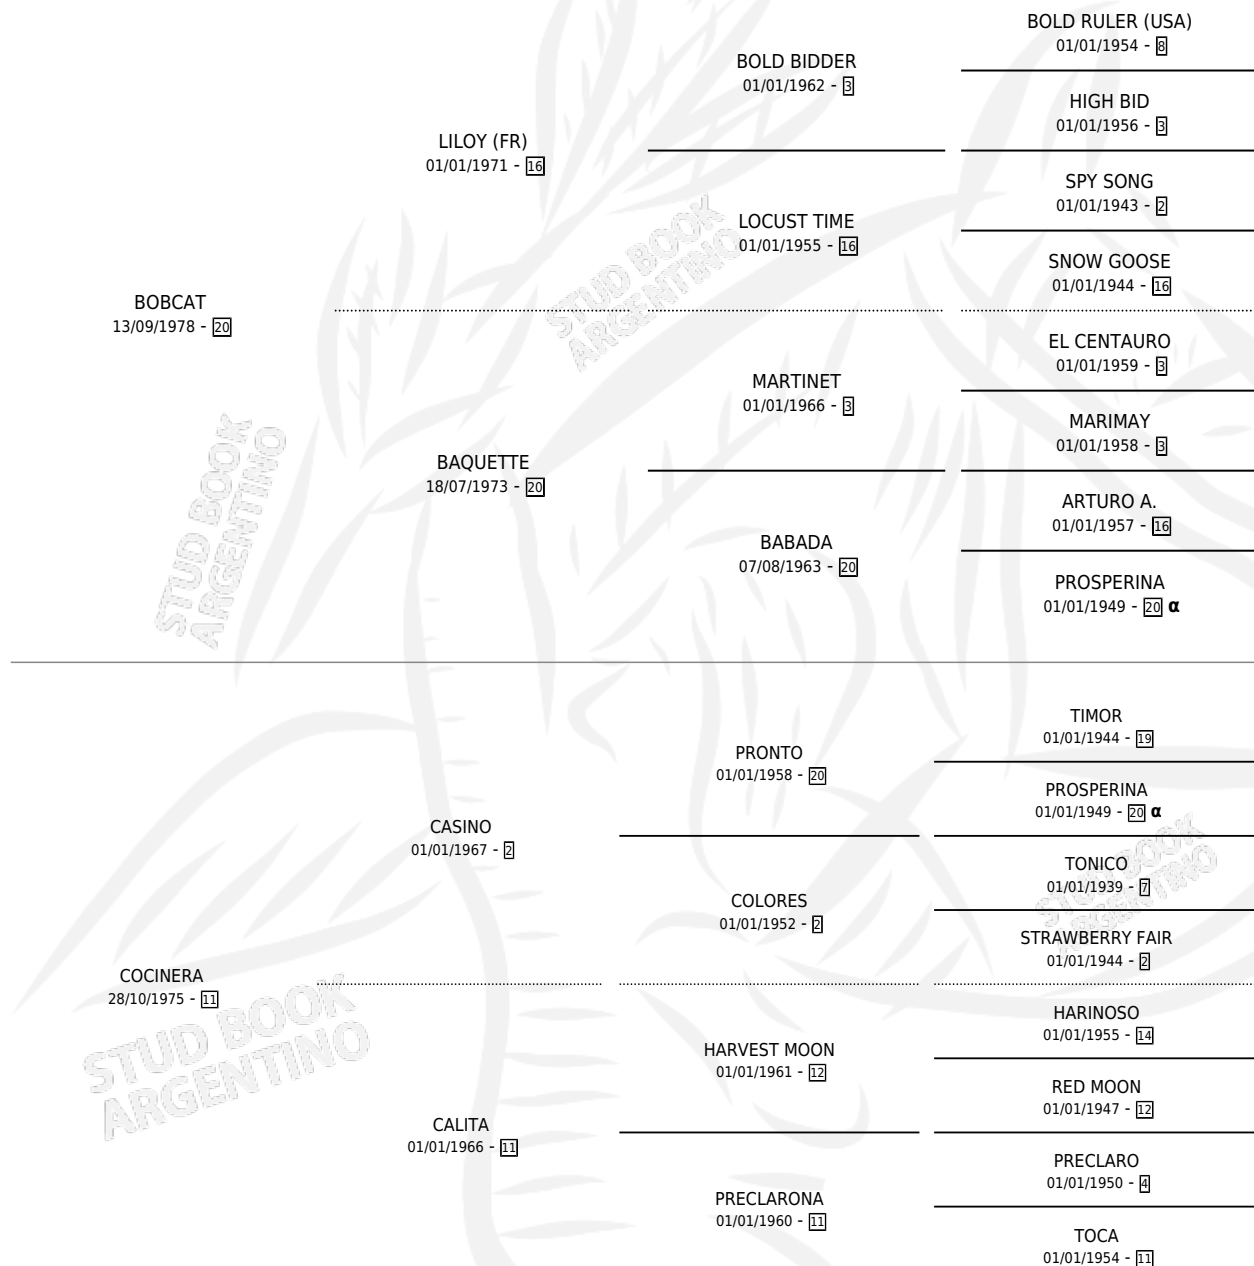 BOLD RULER (USA)
01/01/1954 - 8
BOLD BIDDER
01/01/1962 - 3
HIGH BID
01/01/1956 - 3
LILOY (FR)
01/01/1971 - 16
SPY SONG
01/01/1943 - 2
LOCUST TIME
01/01/1955 - 16
SNOW GOOSE
01/01/1944 - 16
BOBCAT
13/09/1978 - 20
EL CENTAURO
01/01/1959 - 3
MARTINET
01/01/1966 - 3
MARIMAY
01/01/1958 - 3
BAQUETTE
18/07/1973 - 20
ARTURO A.
01/01/1957 - 16
BABADA
07/08/1963 - 20
PROSPERINA
01/01/1949 - 20 α
TIMOR
01/01/1944 - 19
PRONTO
01/01/1958 - 20
PROSPERINA
01/01/1949 - 20 α
CASINO
01/01/1967 - 2
TONICO
01/01/1939 - 7
COLORES
01/01/1952 - 2
STRAWBERRY FAIR
01/01/1944 - 2
COCINERA
28/10/1975 - 11
HARINOSO
01/01/1955 - 14
HARVEST MOON
01/01/1961 - 12
RED MOON
01/01/1947 - 12
CALITA
01/01/1966 - 11
PRECLARO
01/01/1950 - 4
PRECLARONA
01/01/1960 - 11
TOCA
01/01/1954 - 11
STUD BOOK
ARGENTINO
STUD BOOK
ARGENTINO
STUD BOOK
ARGENTINO
STUD BOOK
ARGENTINO